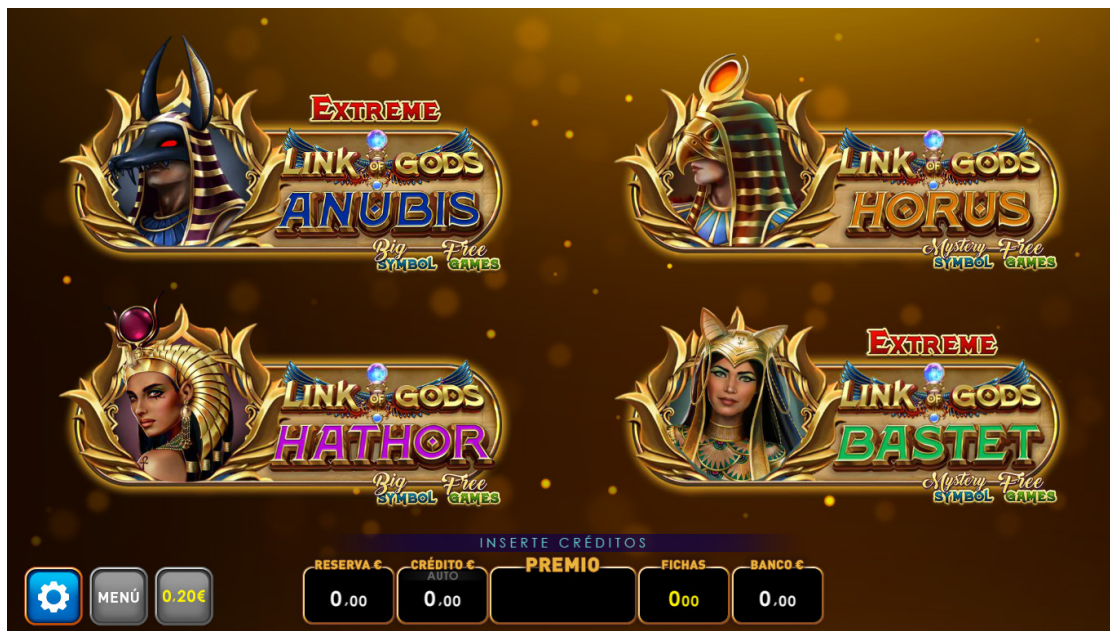 EXTREME
LINK OF GODS
ANUBIS
Big Free
SYMBOL GAMES
LINK OF GODS
HORUS
Mystery Free
SYMBOL GAMES
LINK OF GODS
HATHOR
Big Free
SYMBOL GAMES
EXTREME
LINK OF GODS
BASTET
Mystery Free
SYMBOL GAMES
INSERTE CRÉDITOS
MENÚ
0,20€
RESERVA €
0,00
CRÉDITO €
AUTO
0,00
PREMIO
FICHAS
000
BANCO €
0,00